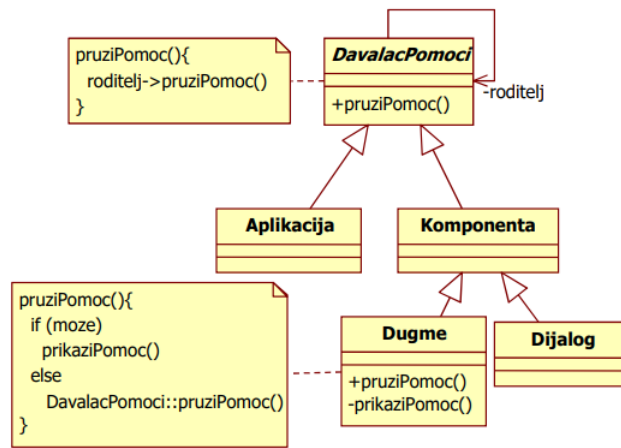 pruziPomoc(){
roditelj->pruziPomoc()
}
DavalacPomoci
-roditelj
+pruziPomoc()
Aplikacija
Komponenta
pruziPomoc(){
if (moze)
prikaziPomoc()
else
DavalacPomoci::pruziPomoc()
}
Dugme
+pruziPomoc()
-prikaziPomoc()
Dijalog